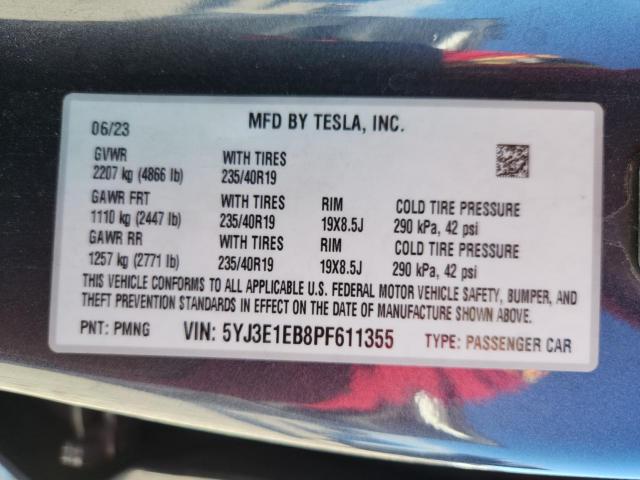 06/23 MFD BY TESLA, INC.
GVWR WITH TIRES
2207 kg (4866 lb) 235/40R19
GAWR FRT WITH TIRES RIM COLD TIRE PRESSURE
1110 kg (2447 lb) 235/40R19 19X8.5J 290 kPa, 42 psi
GAWR RR WITH TIRES RIM COLD TIRE PRESSURE
1257 kg (2771 lb) 235/40R19 19X8.5J 290 kPa, 42 psi
THIS VEHICLE CONFORMS TO ALL APPLICABLE U.S. FEDERAL MOTOR VEHICLE SAFETY, BUMPER, AND
THEFT PREVENTION STANDARDS IN EFFECT ON THE DATE OF MANUFACTURE SHOWN ABOVE.
PNT: PMNG VIN: 5YJ3E1EB8PF611355 TYPE: PASSENGER CAR